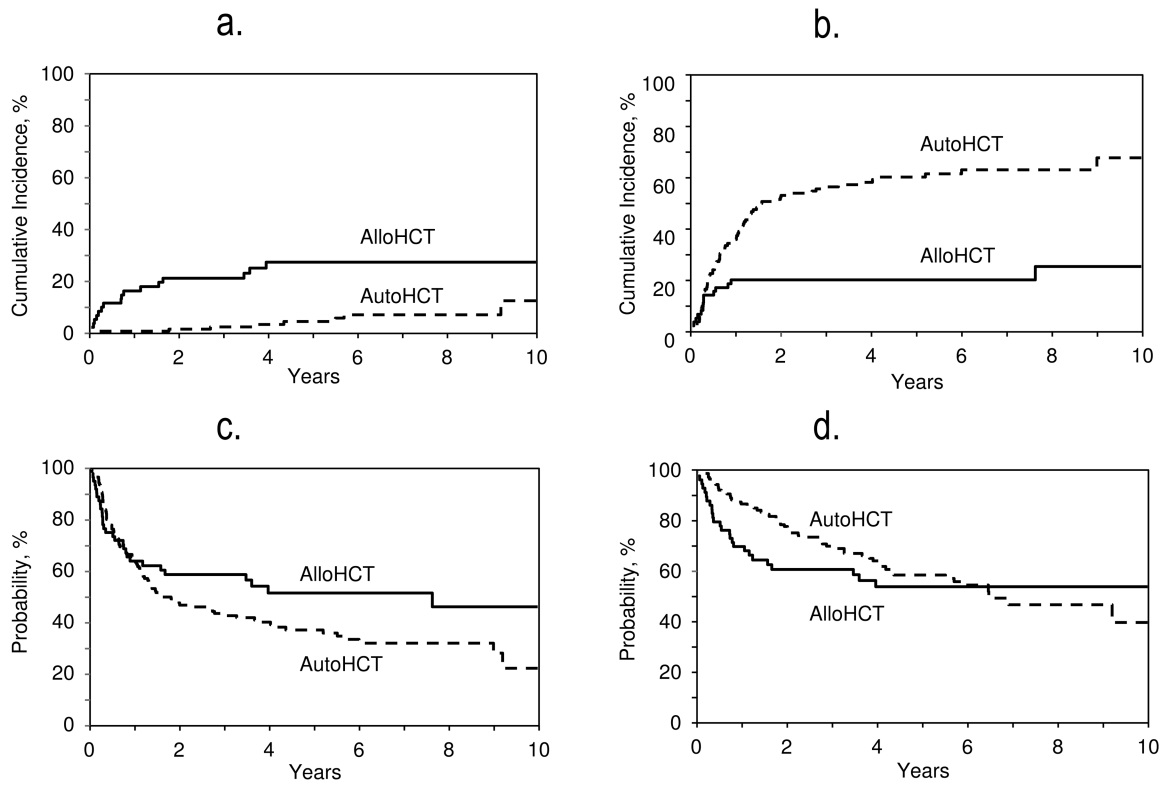 a.
Cumulative Incidence, %
100
80
60
40
20
0
AlloHCT
AutoHCT
0 2 4 6 8 10
Years
b.
Cumulative Incidence, %
100
80
60
40
20
0
AutoHCT
AlloHCT
0 2 4 6 8 10
Years
c.
Probability, %
100
80
60
40
20
0
AlloHCT
AutoHCT
0 2 4 6 8 10
Years
d.
Probability, %
100
80
60
40
20
0
AutoHCT
AlloHCT
0 2 4 6 8 10
Years